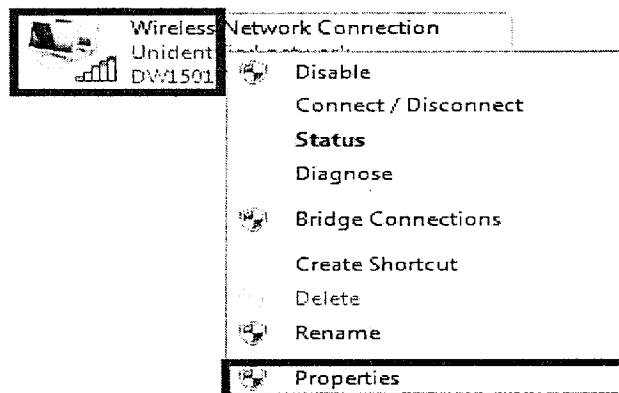 Wireless Network Connection
Unident
DW1501
Disable
Connect / Disconnect
Status
Diagnose
Bridge Connections
Create Shortcut
Delete
Rename
Properties